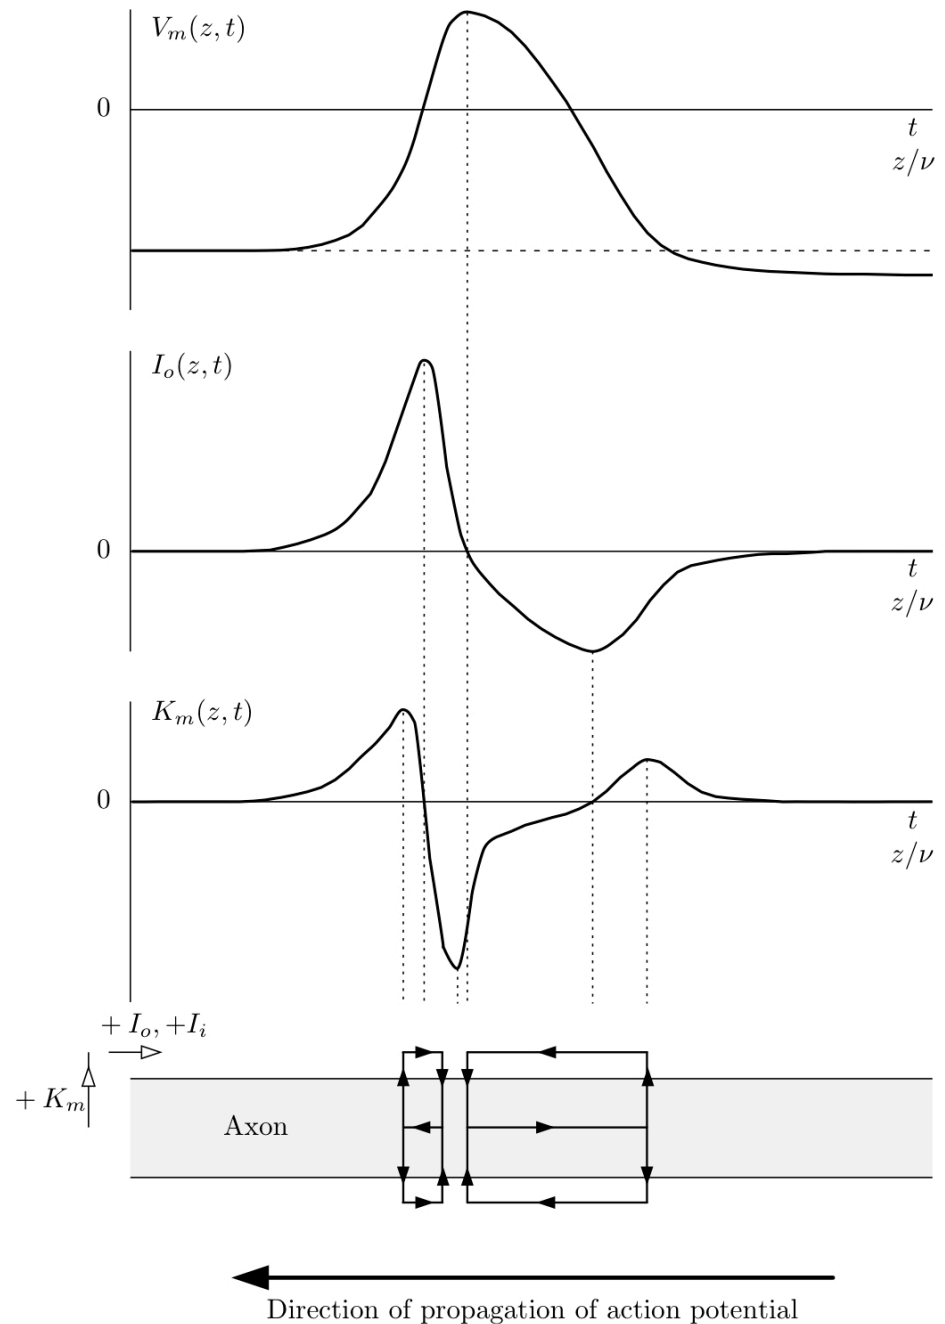 V_m(z, t)
0
t
z/ν
I_o(z, t)
0
t
z/ν
K_m(z, t)
0
t
z/ν
+ I_o, +I_i
+ K_m
Axon
Direction of propagation of action potential